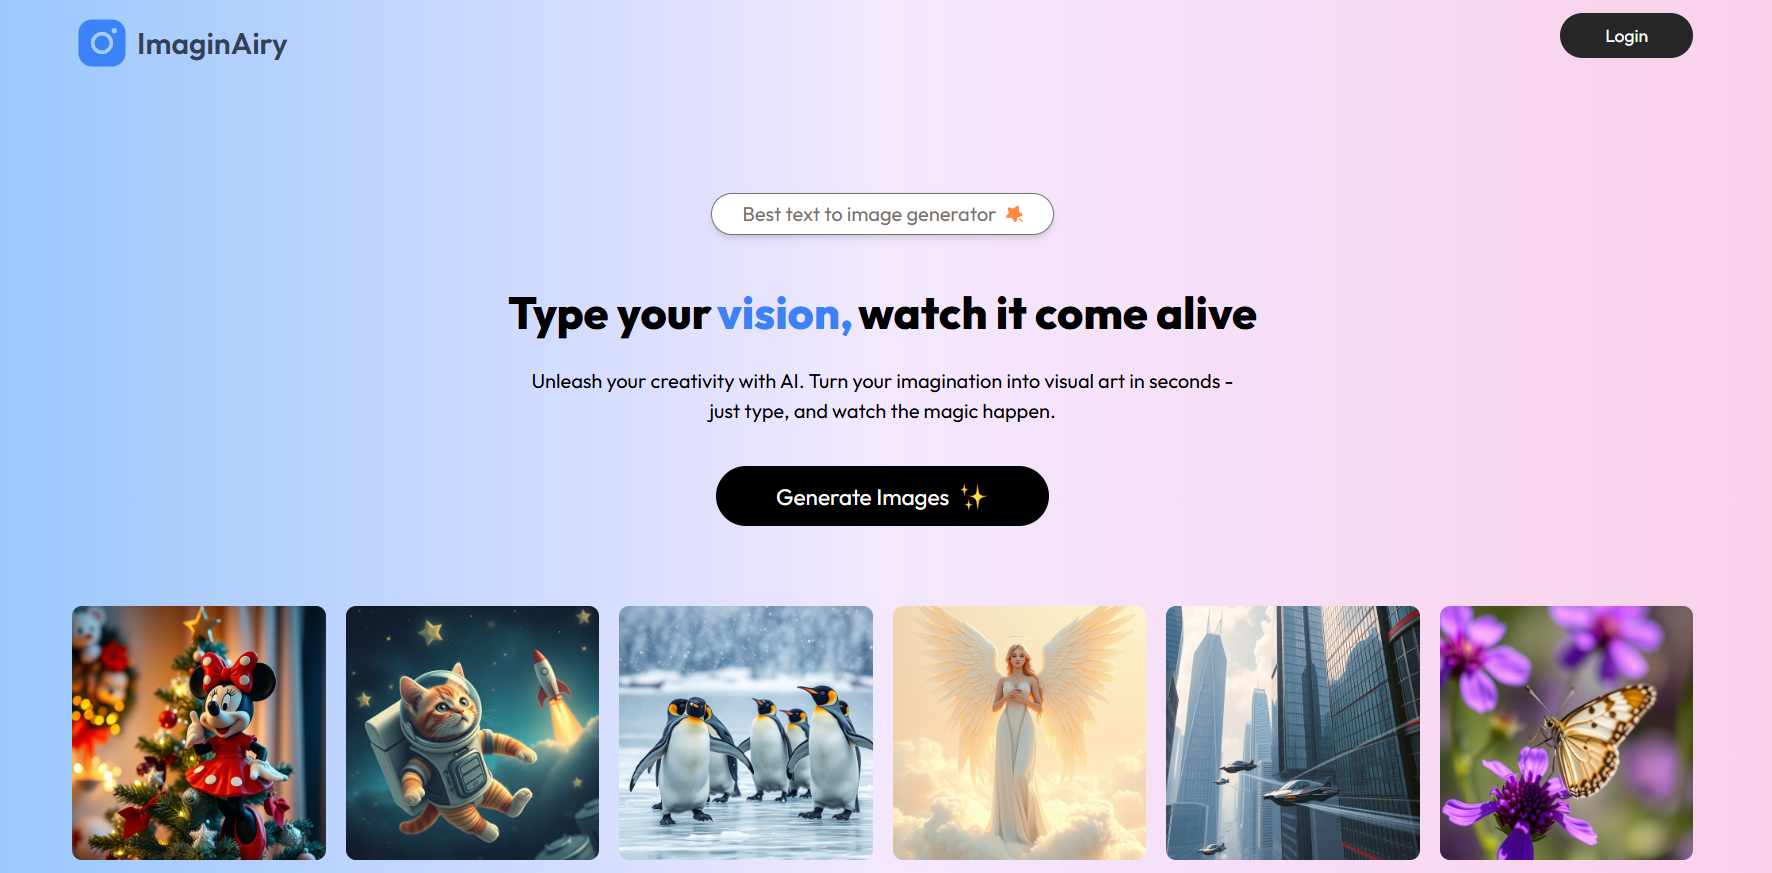 ImaginAiry
Login
Best text to image generator
Type your vision, watch it come alive
Unleash your creativity with AI. Turn your imagination into visual art in seconds -
just type, and watch the magic happen.
Generate Images ✨